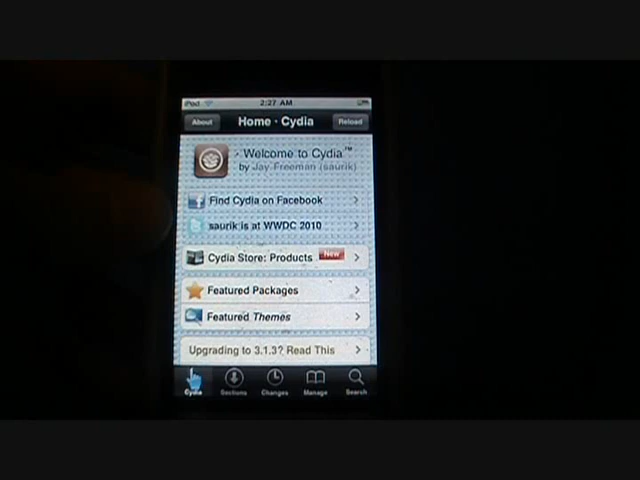 iPod 2:27 AM
About Home · Cydia Reload
Welcome to Cydia™
by Jay Freeman (saurik)
Find Cydia on Facebook
saurik is at WWDC 2010
Cydia Store: Products New
Featured Packages
Featured Themes
Upgrading to 3.1.3? Read This
Cydia Sections Changes Manage Search